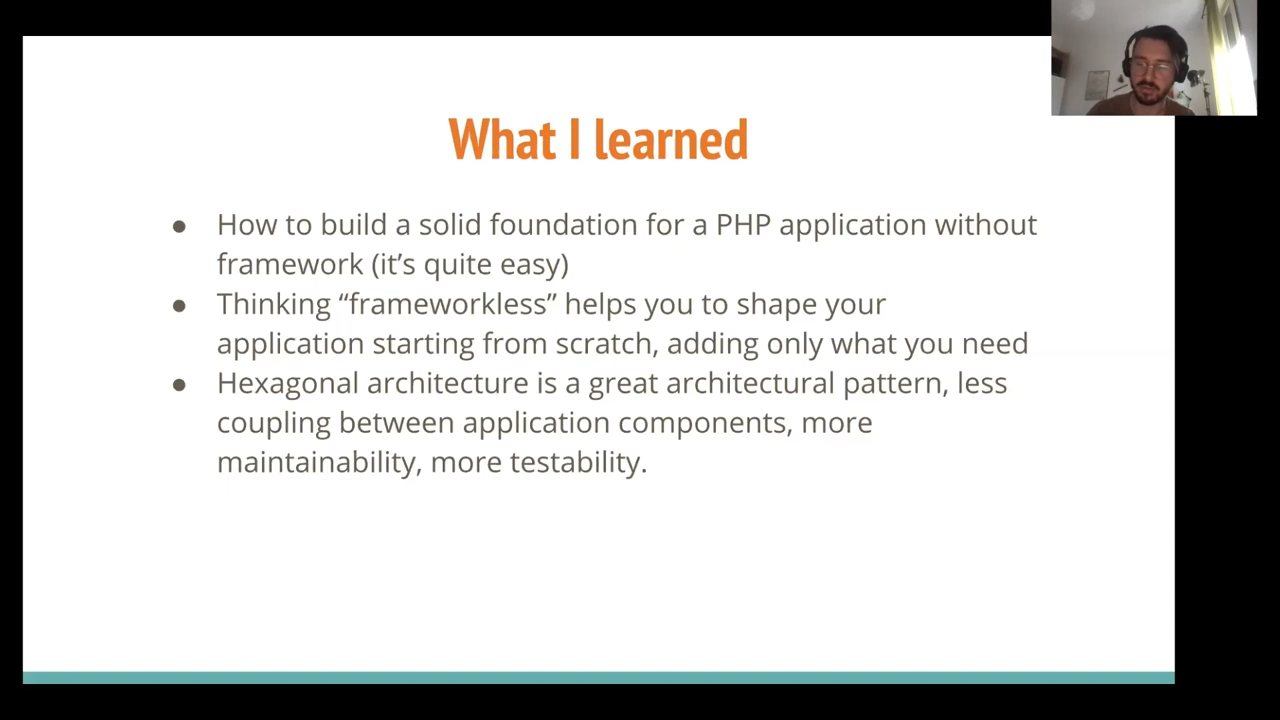 What I learned
● How to build a solid foundation for a PHP application without
framework (it’s quite easy)
● Thinking “frameworkless” helps you to shape your
application starting from scratch, adding only what you need
● Hexagonal architecture is a great architectural pattern, less
coupling between application components, more
maintainability, more testability.